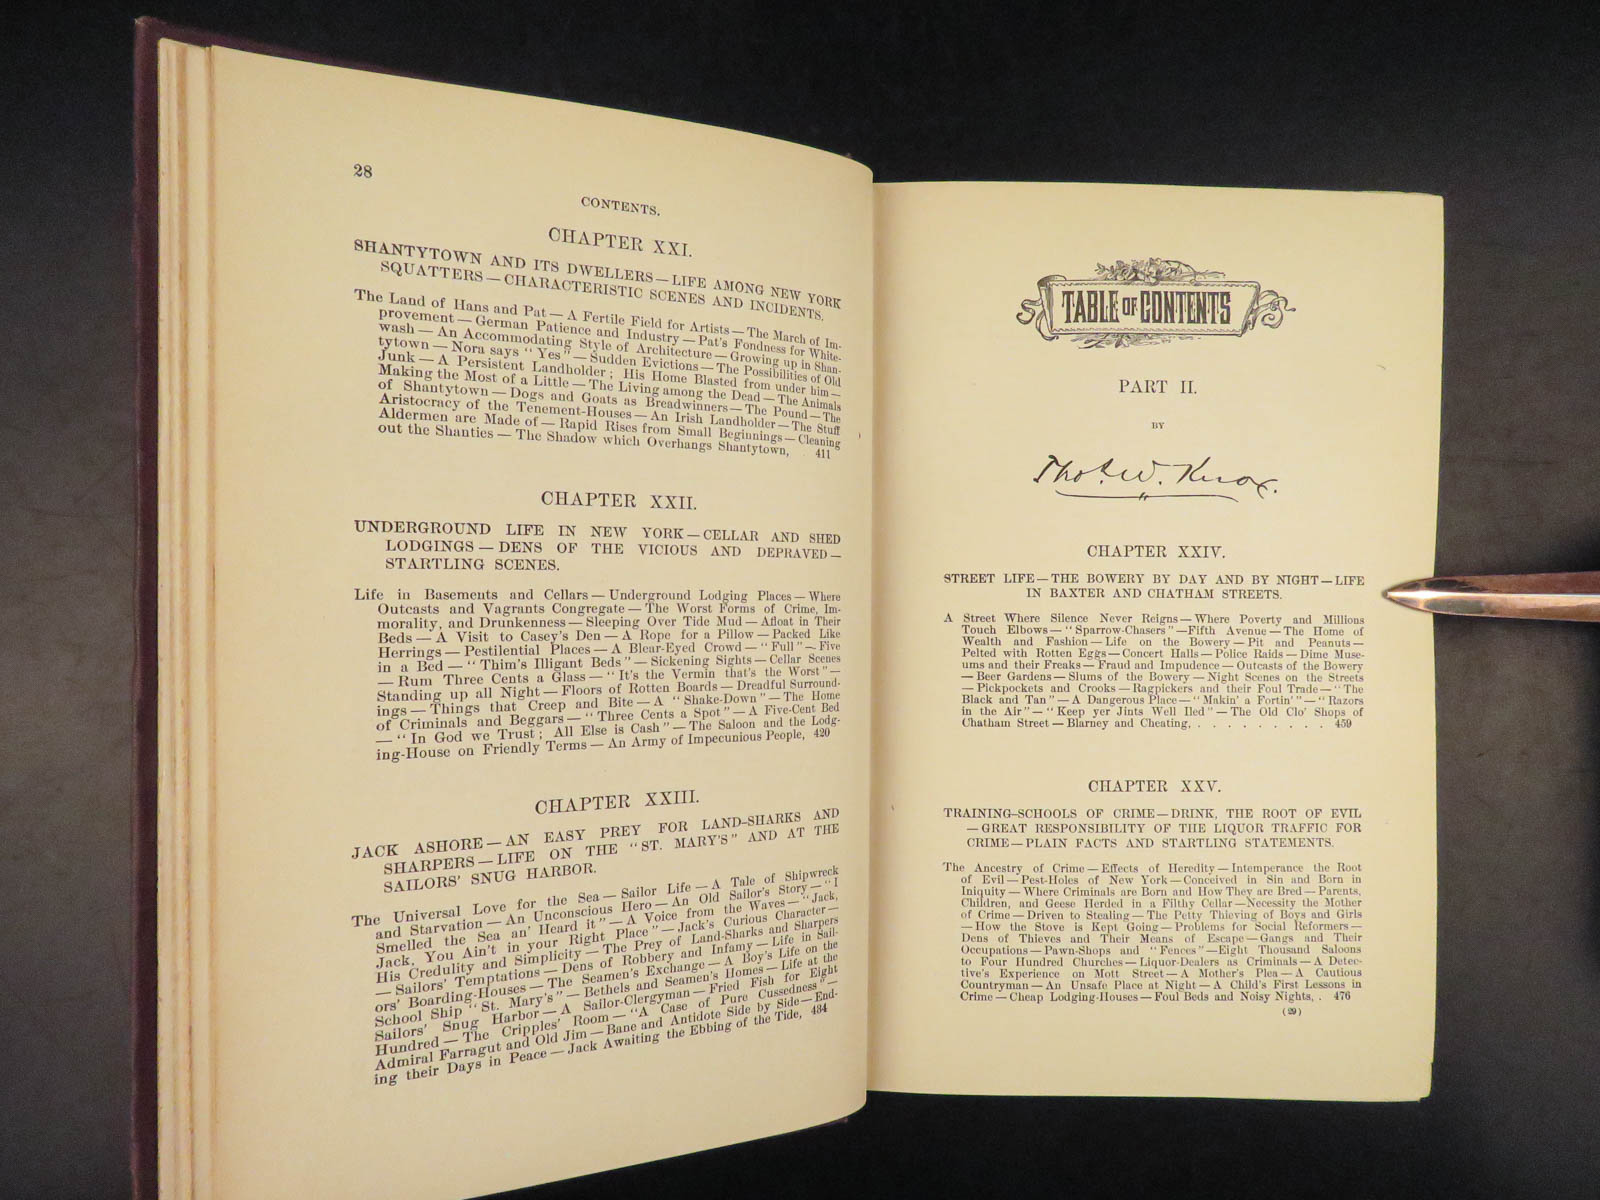 28
CONTENTS.
CHAPTER XXI.
SHANTYTOWN AND ITS DWELLERS — LIFE AMONG NEW YORK
SQUATTERS — CHARACTERISTIC SCENES AND INCIDENTS.
The Land of Hans and Pat — A Fertile Field for Artists — The March of Im-
provement — German Patience and Industry — Pat's Fondness for White-
wash — An Accommodating Style of Architecture — Growing up in Shan-
tytown — Nora says "Yes" — Sudden Evictions — The Possibilities of Old
Junk — A Persistent Landholder; His Home Blasted from under him —
Making the Most of a Little — The Living among the Dead — The Animals
of Shantytown — Dogs and Goats as Breadwinners — The Pound — The
Aristocracy of the Tenement-Houses — An Irish Landholder — The Stuff
Aldermen are Made of — Rapid Rises from Small Beginnings — Cleaning
out the Shanties — The Shadow which Overhangs Shantytown, . 411
CHAPTER XXII.
UNDERGROUND LIFE IN NEW YORK — CELLAR AND SHED
LODGINGS — DENS OF THE VICIOUS AND DEPRAVED —
STARTLING SCENES.
Life in Basements and Cellars — Underground Lodging Places — Where
Outcasts and Vagrants Congregate — The Worst Forms of Crime, Im-
morality, and Drunkenness — Sleeping Over Tide Mud — Afloat in Their
Beds — A Visit to Casey's Den — A Rope for a Pillow — Packed Like
Herrings — Pestilential Places — A Blear-Eyed Crowd — "Full" — Five
in a Bed — "Thim's Illigant Beds" — Sickening Sights — Cellar Scenes
— Rum Three Cents a Glass — "It's the Vermin that's the Worst" —
Standing up all Night — Floors of Rotten Boards — Dreadful Surround-
ings — Things that Creep and Bite — A "Shake-Down" — The Home
of Criminals and Beggars — "Three Cents a Spot" — A Five-Cent Bed
— "In God we Trust; All Else is Cash" — The Saloon and the Lodg-
ing-House on Friendly Terms — An Army of Impecunious People, 420
CHAPTER XXIII.
JACK ASHORE — AN EASY PREY FOR LAND-SHARKS AND
SHARPERS — LIFE ON THE "ST. MARY'S" AND AT THE
SAILORS' SNUG HARBOR.
The Universal Love for the Sea — Sailor Life — A Tale of Shipwreck
and Starvation — An Unconscious Hero — An Old Sailor's Story — "I
Smelled the Sea an' Heard it" — A Voice from the Waves — "Jack,
Jack, You Ain't in your Right Place" — Jack's Curious Character —
His Credulity and Simplicity — The Prey of Land-Sharks and Sharpers
— Sailors' Temptations — Dens of Robbery and Infamy — Life in Sail-
ors' Boarding-Houses — The Seamen's Exchange — A Boy's Life on the
School Ship "St. Mary's" — Bethels and Seamen's Homes — Life at the
Sailors' Snug Harbor — A Sailor-Clergyman — Fried Fish for Eight
Hundred — The Cripples' Room — "A Case of Pure Cussedness" —
Admiral Farragut and Old Jim — Bane and Antidote Side by Side — End-
ing their Days in Peace — Jack Awaiting the Ebbing of the Tide, 434
TABLE OF CONTENTS
PART II.
BY
Thos. W. Knox.
CHAPTER XXIV.
STREET LIFE — THE BOWERY BY DAY AND BY NIGHT — LIFE
IN BAXTER AND CHATHAM STREETS.
A Street Where Silence Never Reigns — Where Poverty and Millions
Touch Elbows — "Sparrow-Chasers" — Fifth Avenue — The Home of
Wealth and Fashion — Life on the Bowery — Pit and Peanuts —
Pelted with Rotten Eggs — Concert Halls — Police Raids — Dime Muse-
ums and their Freaks — Fraud and Impudence — Outcasts of the Bowery
— Beer Gardens — Slums of the Bowery — Night Scenes on the Streets
— Pickpockets and Crooks — Ragpickers and their Foul Trade — "The
Black and Tan" — A Dangerous Place — "Makin' a Fortin'" — "Razors
in the Air" — "Keep yer Jints Well Iled" — The Old Clo' Shops of
Chatham Street — Blarney and Cheating, . . . . . . . . . . 459
CHAPTER XXV.
TRAINING-SCHOOLS OF CRIME — DRINK, THE ROOT OF EVIL
— GREAT RESPONSIBILITY OF THE LIQUOR TRAFFIC FOR
CRIME — PLAIN FACTS AND STARTLING STATEMENTS.
The Ancestry of Crime — Effects of Heredity — Intemperance the Root
of Evil — Pest-Holes of New York — Conceived in Sin and Born in
Iniquity — Where Criminals are Born and How They are Bred — Parents,
Children, and Geese Herded in a Filthy Cellar — Necessity the Mother
of Crime — Driven to Stealing — The Petty Thieving of Boys and Girls
— How the Stove is Kept Going — Problems for Social Reformers —
Dens of Thieves and Their Means of Escape — Gangs and Their
Occupations — Pawn-Shops and "Fences" — Eight Thousand Saloons
to Four Hundred Churches — Liquor-Dealers as Criminals — A Detec-
tive's Experience on Mott Street — A Mother's Plea — A Cautious
Countryman — An Unsafe Place at Night — A Child's First Lessons in
Crime — Cheap Lodging-Houses — Foul Beds and Noisy Nights, . 476
(29)